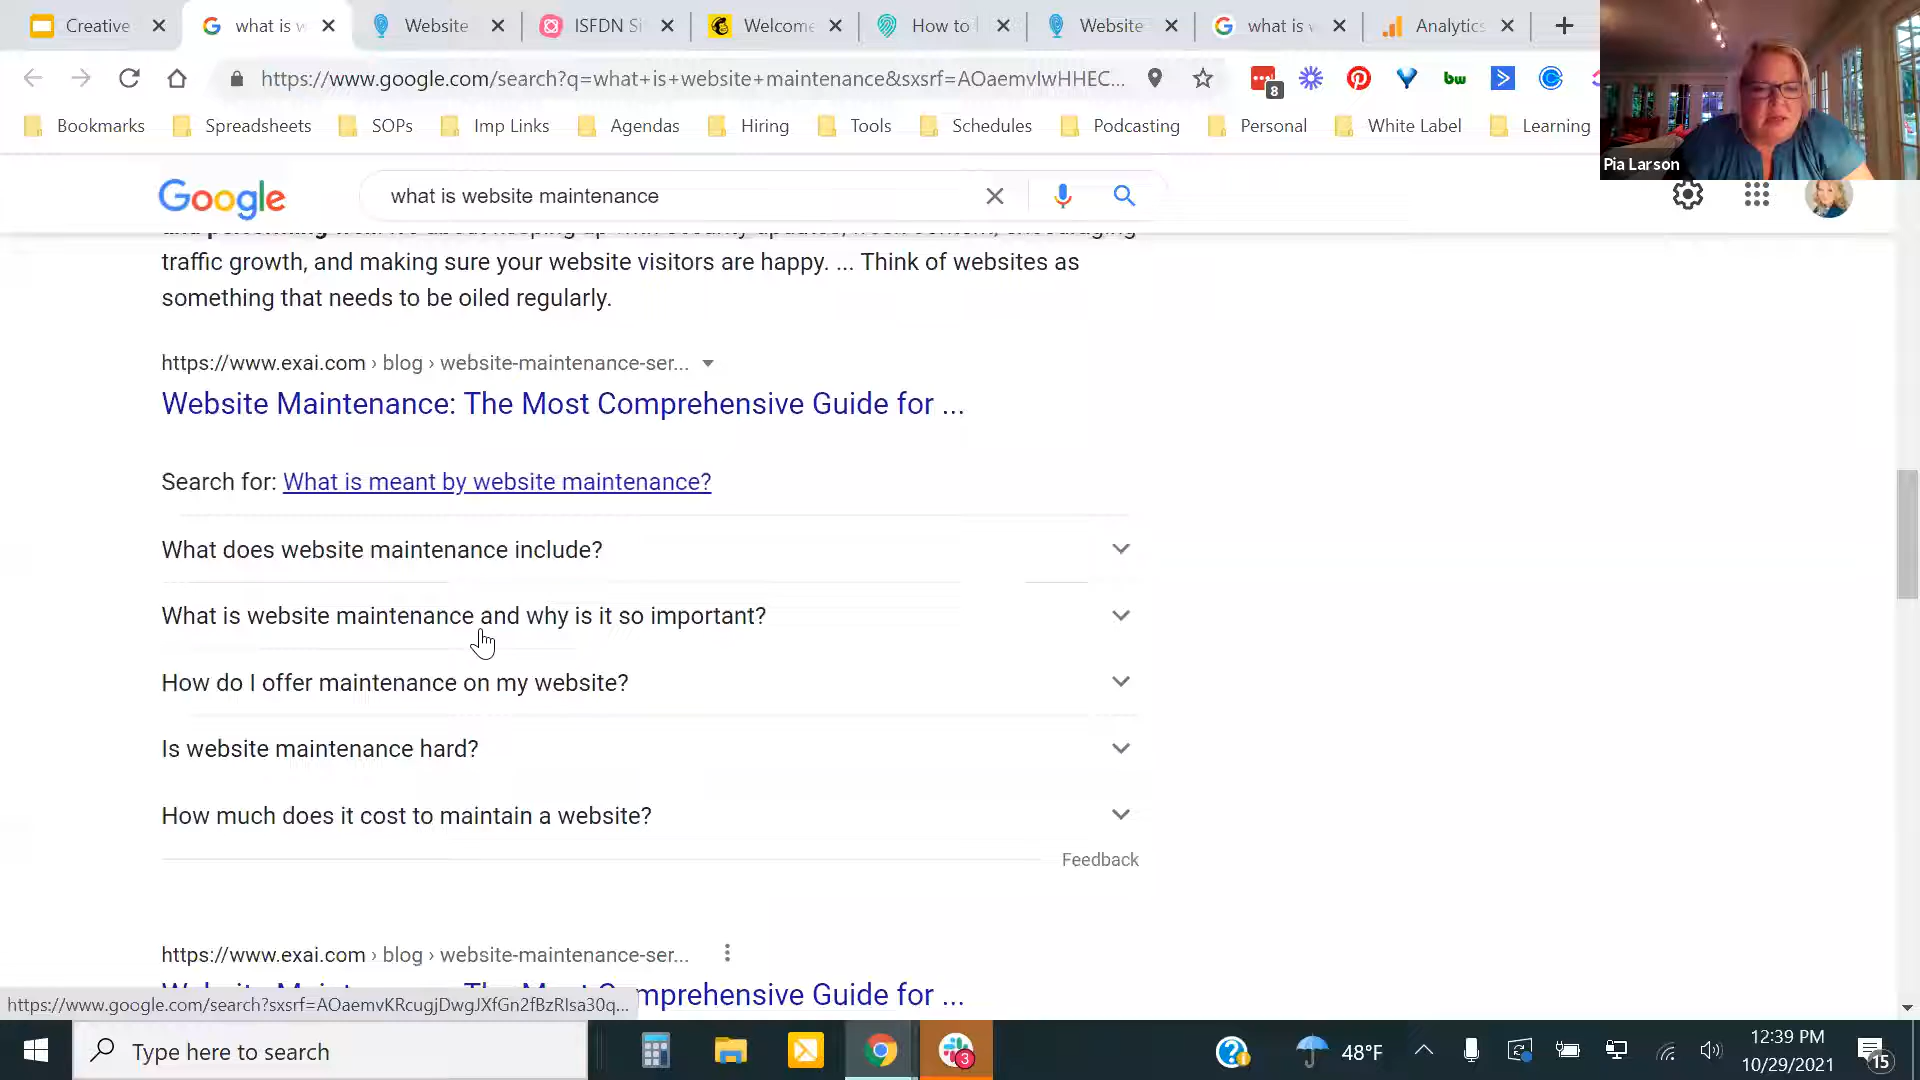 Creative
what is w
Website
ISFDN Si
Welcome
How to
Website
what is
Analytics
https://www.google.com/search?q=what+is+website+maintenance&sxsrf=AOaemvIwHHEC...
8
bw
Bookmarks
Spreadsheets
SOPs
Imp Links
Agendas
Hiring
Tools
Schedules
Podcasting
Personal
White Label
Learning
Pia Larson
Google
what is website maintenance
traffic growth, and making sure your website visitors are happy. ... Think of websites as
something that needs to be oiled regularly.
https://www.exai.com › blog › website-maintenance-ser...
Website Maintenance: The Most Comprehensive Guide for ...
Search for: What is meant by website maintenance?
What does website maintenance include?
What is website maintenance and why is it so important?
How do I offer maintenance on my website?
Is website maintenance hard?
How much does it cost to maintain a website?
Feedback
https://www.exai.com › blog › website-maintenance-ser...
mprehensive Guide for ...
https://www.google.com/search?sxsrf=AOaemvKRcugjDwgJXfGn2fBzRIsa30q...
Type here to search
3
48°F
12:39 PM
10/29/2021
15